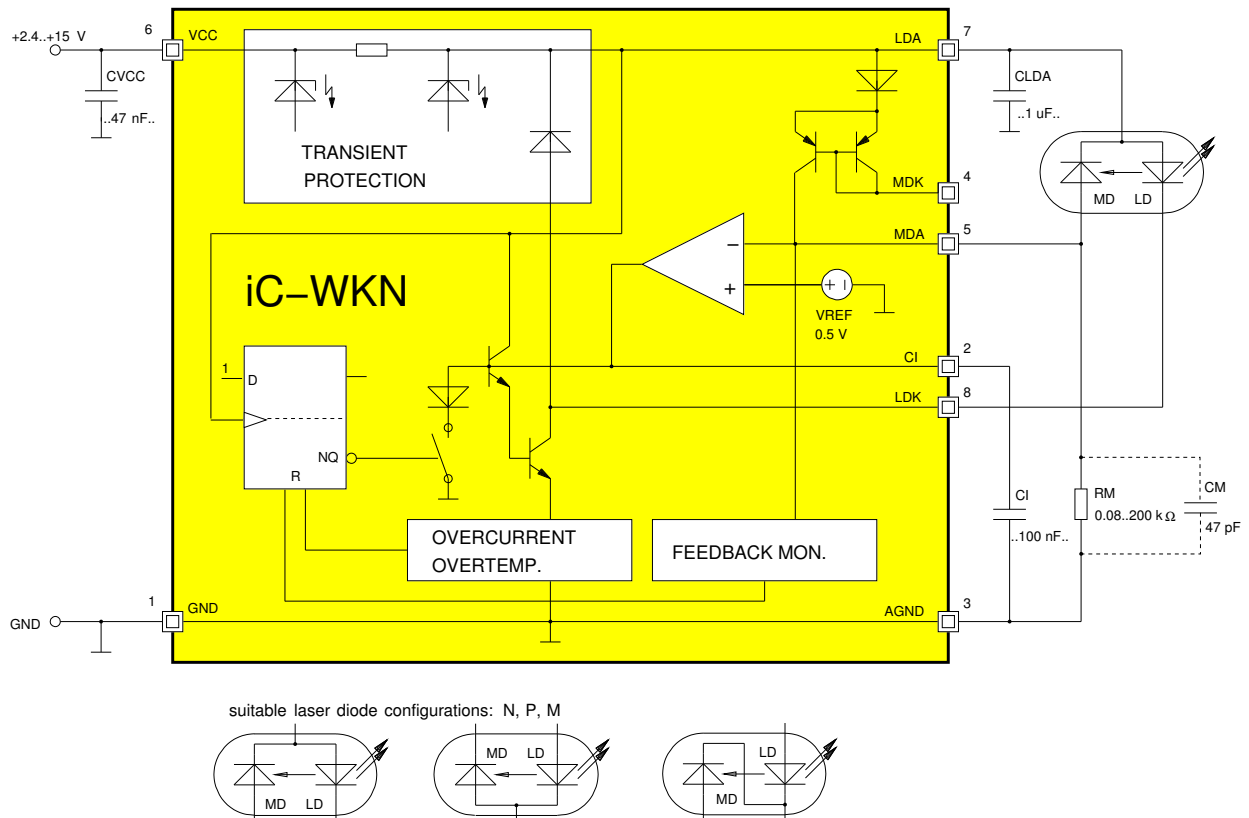 +2.4..+15 V
6
VCC
LDA
7
CVCC
..47 nF..
CLDA
..1 uF..
TRANSIENT
PROTECTION
MDK
4
MD LD
MDA
5
−
+
+ −
iC−WKN
VREF
0.5 V
CI
2
1
D
LDK
8
NQ
R
CI
..100 nF..
RM
0.08..200 k Ω
CM
47 pF
OVERCURRENT
OVERTEMP.
FEEDBACK MON.
1
GND
GND
AGND
3
suitable laser diode configurations: N, P, M
MD LD
MD LD
LD
MD